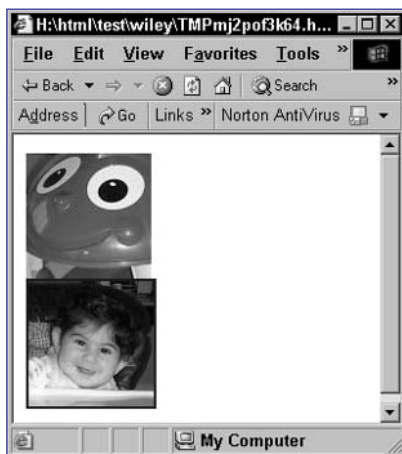 H:\html\test\wiley\TMPmj2pof3k64.h...
File Edit View Favorites Tools »
Back Search »
Address Go Links » Norton AntiVirus
My Computer